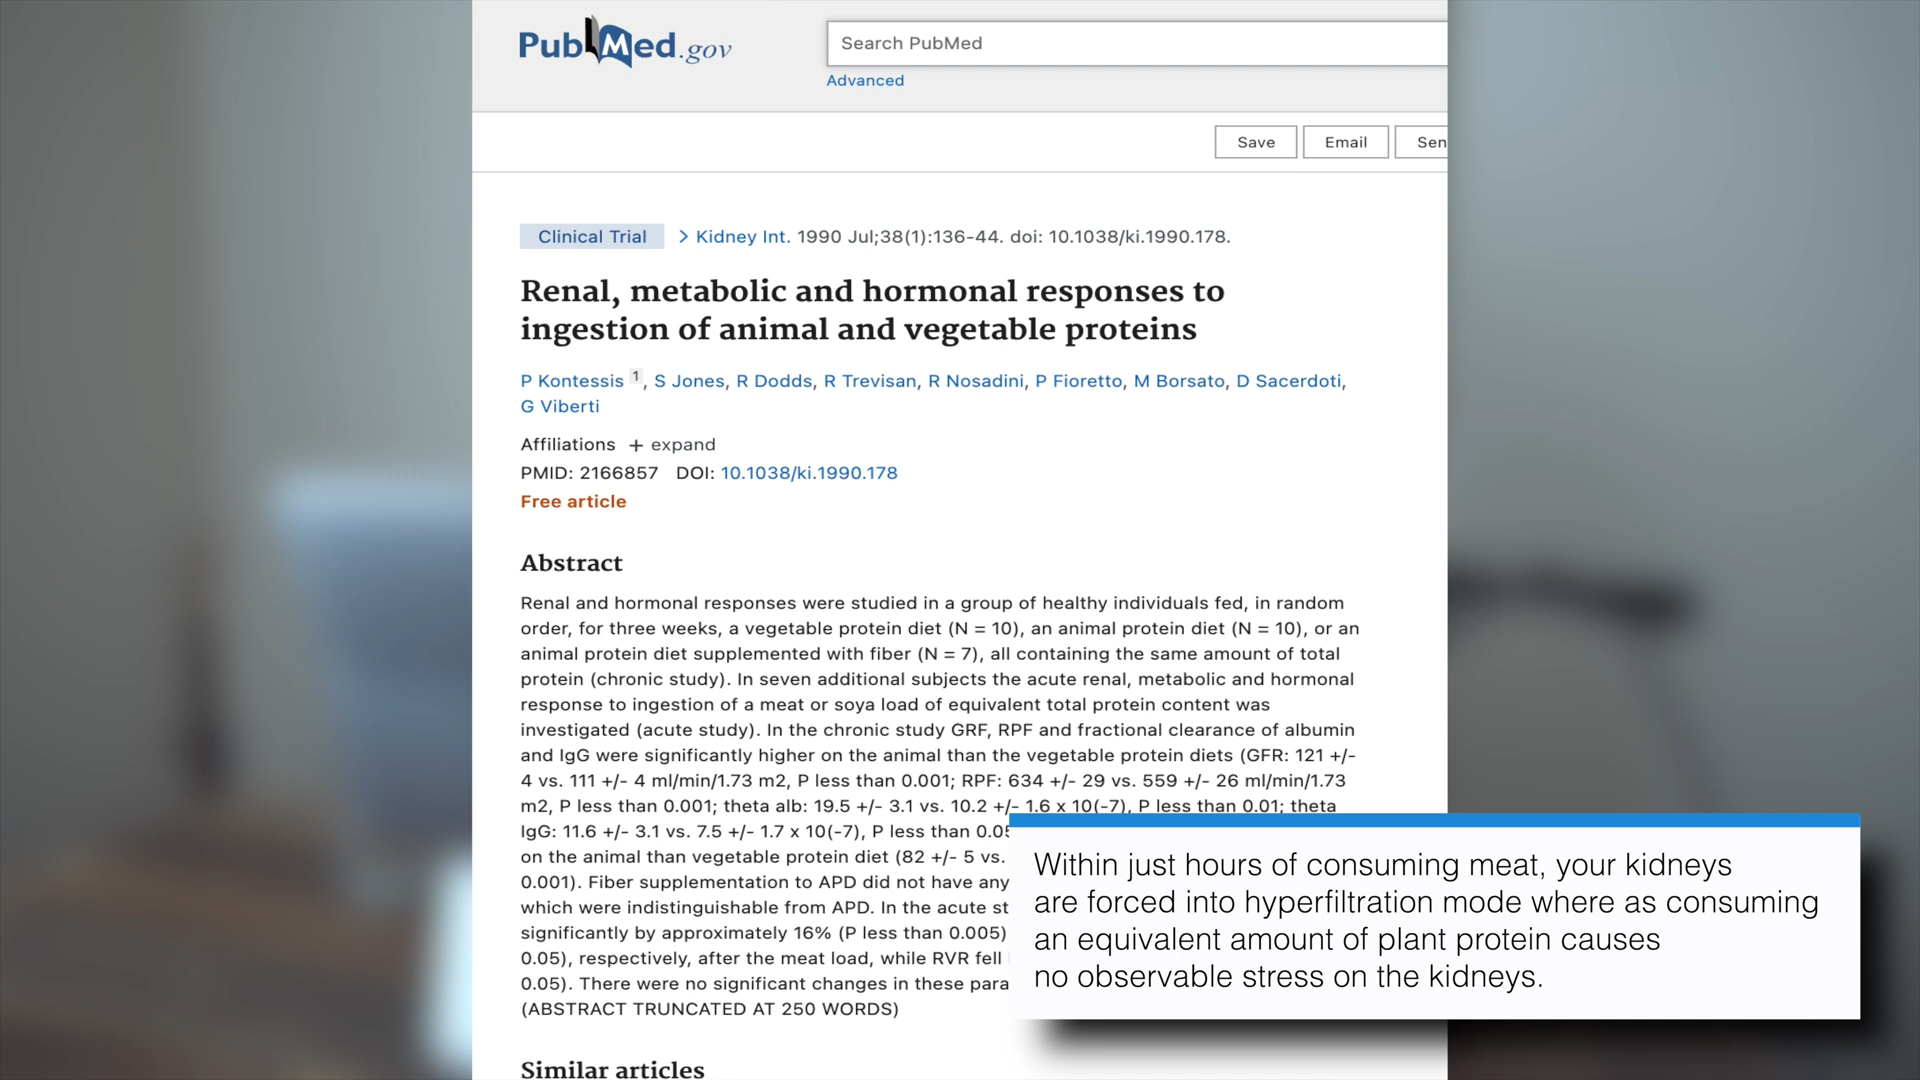 PubMed.gov
Search PubMed
Advanced
Save
Email
Sen
Clinical Trial > Kidney Int. 1990 Jul;38(1):136-44. doi: 10.1038/ki.1990.178.
Renal, metabolic and hormonal responses to
ingestion of animal and vegetable proteins
P Kontessis 1, S Jones, R Dodds, R Trevisan, R Nosadini, P Fioretto, M Borsato, D Sacerdoti,
G Viberti
Affiliations + expand
PMID: 2166857 DOI: 10.1038/ki.1990.178
Free article
Abstract
Renal and hormonal responses were studied in a group of healthy individuals fed, in random
order, for three weeks, a vegetable protein diet (N = 10), an animal protein diet (N = 10), or an
animal protein diet supplemented with fiber (N = 7), all containing the same amount of total
protein (chronic study). In seven additional subjects the acute renal, metabolic and hormonal
response to ingestion of a meat or soya load of equivalent total protein content was
investigated (acute study). In the chronic study GRF, RPF and fractional clearance of albumin
and IgG were significantly higher on the animal than the vegetable protein diets (GFR: 121 +/-
4 vs. 111 +/- 4 ml/min/1.73 m2, P less than 0.001; RPF: 634 +/- 29 vs. 559 +/- 26 ml/min/1.73
m2, P less than 0.001; theta alb: 19.5 +/- 3.1 vs. 10.2 +/- 1.6 x 10(-7), P less than 0.01; theta
IgG: 11.6 +/- 3.1 vs. 7.5 +/- 1.7 x 10(-7), P less than 0.05
on the animal than vegetable protein diet (82 +/- 5 vs.
0.001). Fiber supplementation to APD did not have any
which were indistinguishable from APD. In the acute st
significantly by approximately 16% (P less than 0.005)
0.05), respectively, after the meat load, while RVR fell
0.05). There were no significant changes in these para
(ABSTRACT TRUNCATED AT 250 WORDS)
Similar articles
Within just hours of consuming meat, your kidneys
are forced into hyperfiltration mode where as consuming
an equivalent amount of plant protein causes
no observable stress on the kidneys.